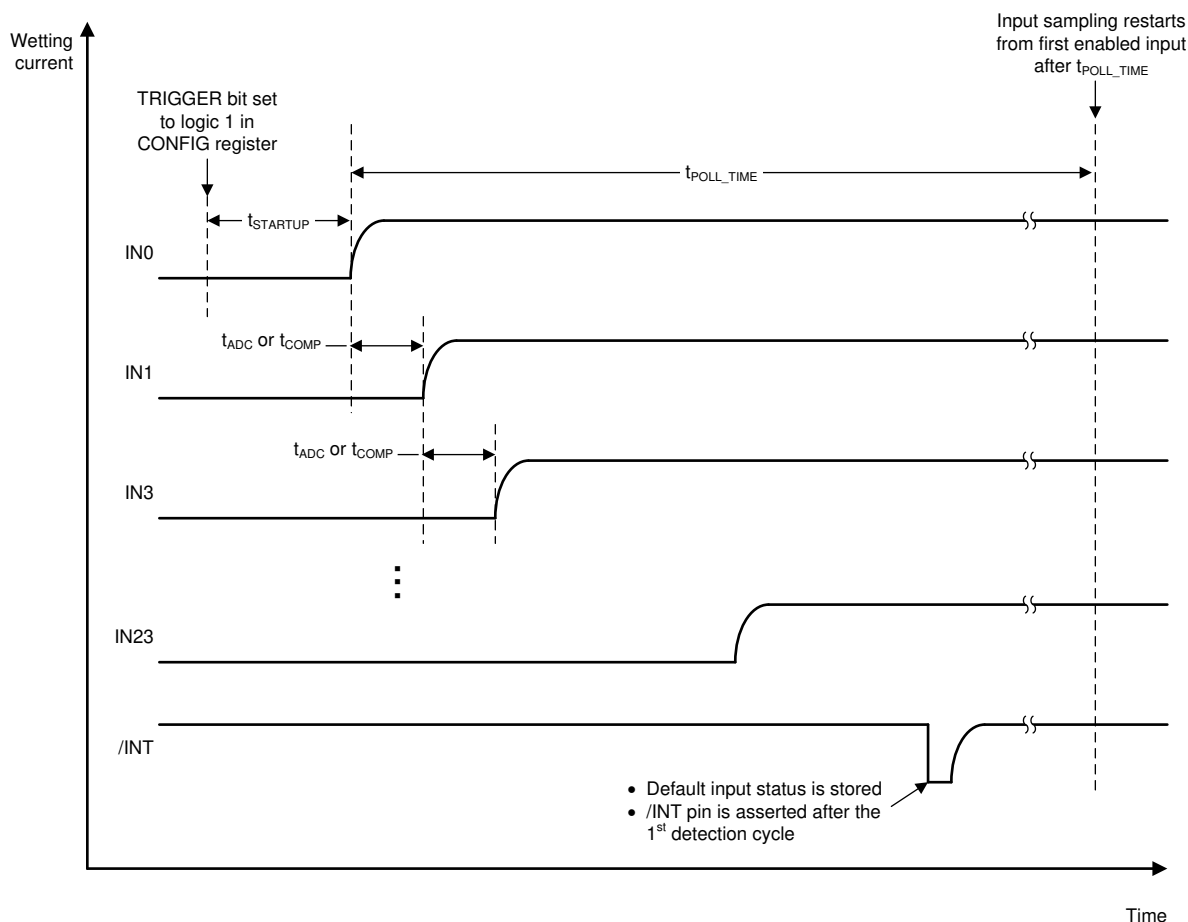 Wetting
current
Input sampling restarts
from first enabled input
after tPOLL_TIME
TRIGGER bit set
to logic 1 in
CONFIG register
tPOLL_TIME
tSTARTUP
IN0
tADC or tCOMP
IN1
tADC or tCOMP
IN3
IN23
/INT
• Default input status is stored
• /INT pin is asserted after the
1st detection cycle
Time